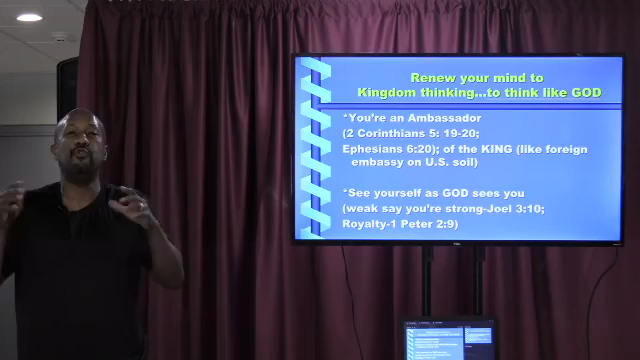 Renew your mind to
Kingdom thinking...to think like GOD
*You're an Ambassador
(2 Corinthians 5: 19-20;
Ephesians 6:20); of the KING (like foreign
embassy on U.S. soil)
*See yourself as GOD sees you
(weak say you're strong-Joel 3:10;
Royalty-1 Peter 2:9)
TCL